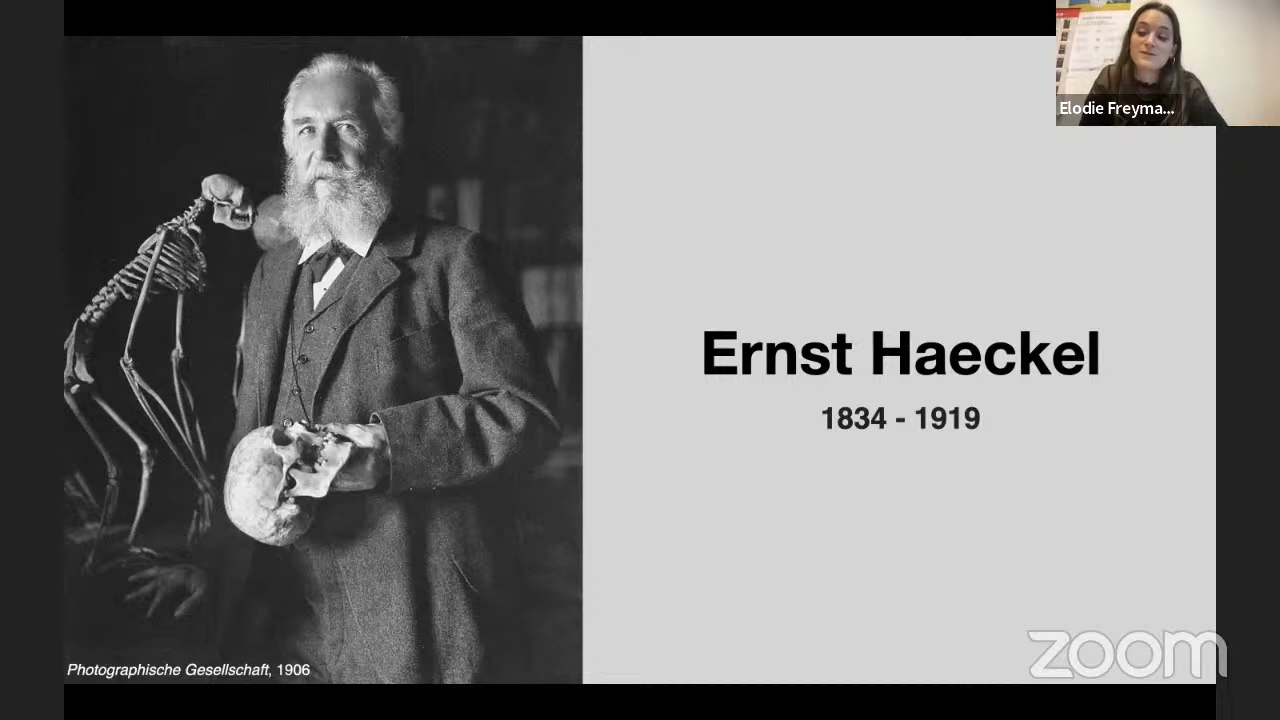 Elodie Freyma...
Ernst Haeckel
1834 - 1919
Photographische Gesellschaft, 1906
zoom